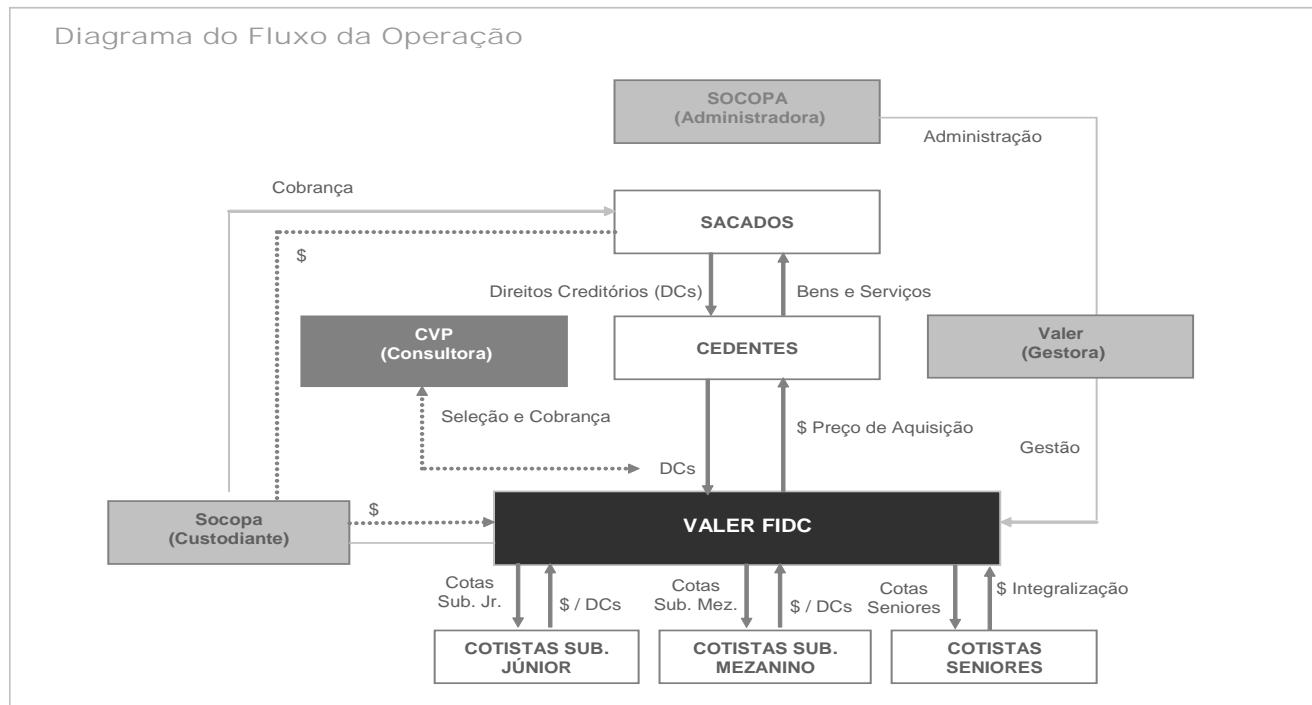 Diagrama do Fluxo da Operação
SOCOPA
(Administradora)
Administração
Cobrança
SACADOS
$
Direitos Creditórios (DCs)
Bens e Serviços
CVP
(Consultora)
CEDENTES
Valer
(Gestora)
Seleção e Cobrança
$ Preço de Aquisição
Gestão
DCs
Socopa
(Custodiante)
$
VALER FIDC
Cotas
Sub. Jr.
$ / DCs
Cotas
Sub. Mez.
$ / DCs
Cotas
Seniores
$ Integralização
COTISTAS SUB.
JÚNIOR
COTISTAS SUB.
MEZANINO
COTISTAS
SENIORES